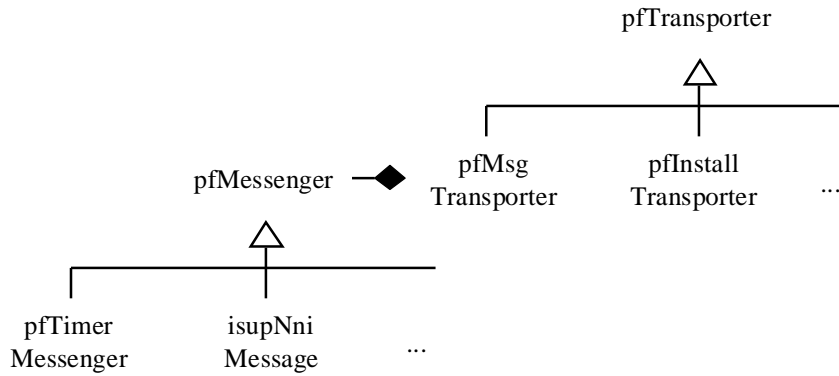 pfTransporter
pfMessenger
pfMsg
Transporter
pfInstall
Transporter
...
pfTimer
Messenger
isupNni
Message
...